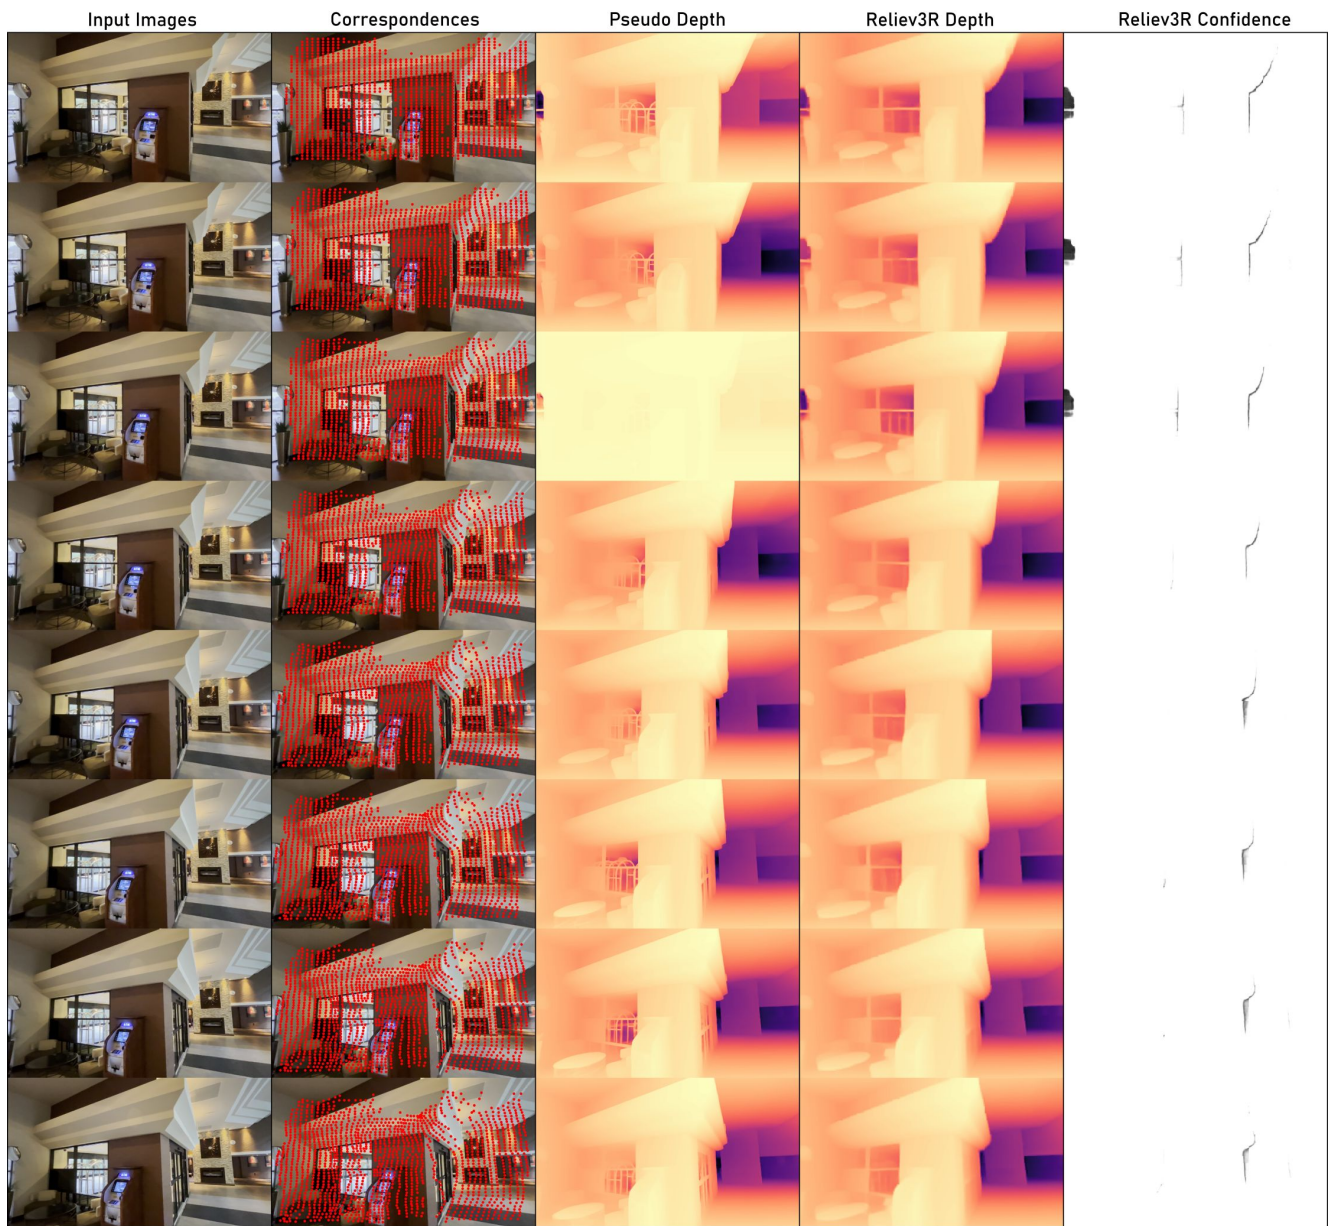 Input Images
Correspondences
Pseudo Depth
Reliev3R Depth
Reliev3R Confidence